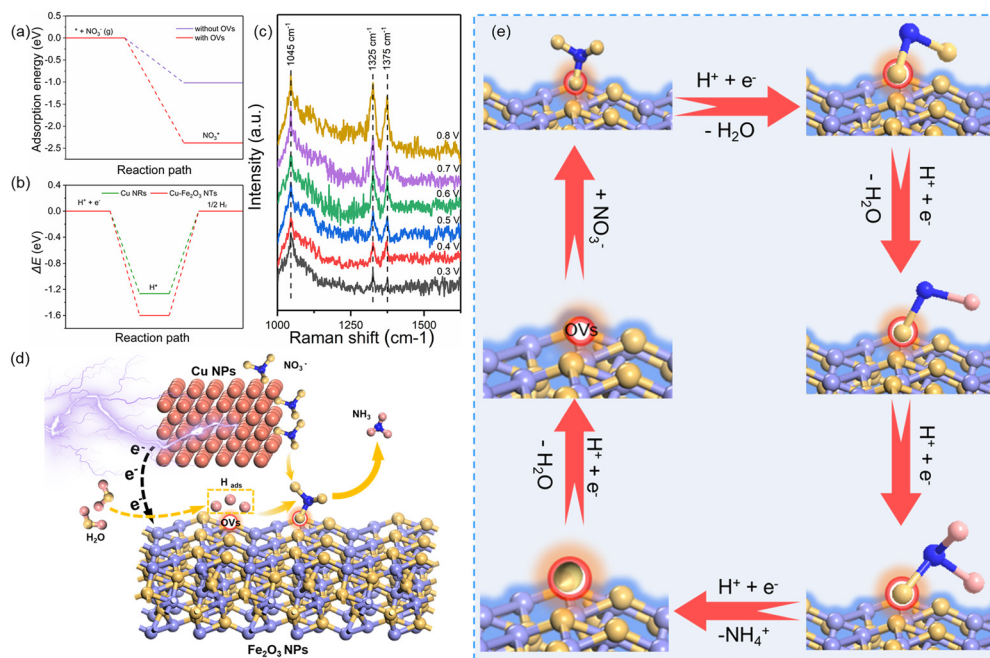 (a)
* + NO₃⁻ (g)
without OVs
with OVs
0.5
0.0
-0.5
-1.0
-1.5
-2.0
-2.5
Adsorption energy (eV)
NO₃*
Reaction path
(b)
Cu NRs
Cu-Fe₂O₃ NTs
0.4
0.0
-0.4
-0.8
-1.2
-1.6
ΔE (eV)
H⁺ + e⁻
1/2 H₂
H*
Reaction path
(c)
1045 cm⁻¹
1325 cm⁻¹
1375 cm⁻¹
Intensity (a.u.)
0.8 V
0.7 V
0.6 V
0.5 V
0.4 V
0.3 V
1000
1250
1500
Raman shift (cm-1)
(d)
Cu NPs
NO₃⁻
NH₃
e⁻
e⁻
e⁻
H ads
OVs
H₂O
Fe₂O₃ NPs
(e)
H⁺ + e⁻
- H₂O
H⁺ + e⁻
- H₂O
+ NO₃⁻
OVs
H⁺ + e⁻
H⁺ + e⁻
- H₂O
H⁺ + e⁻
-NH₄⁺